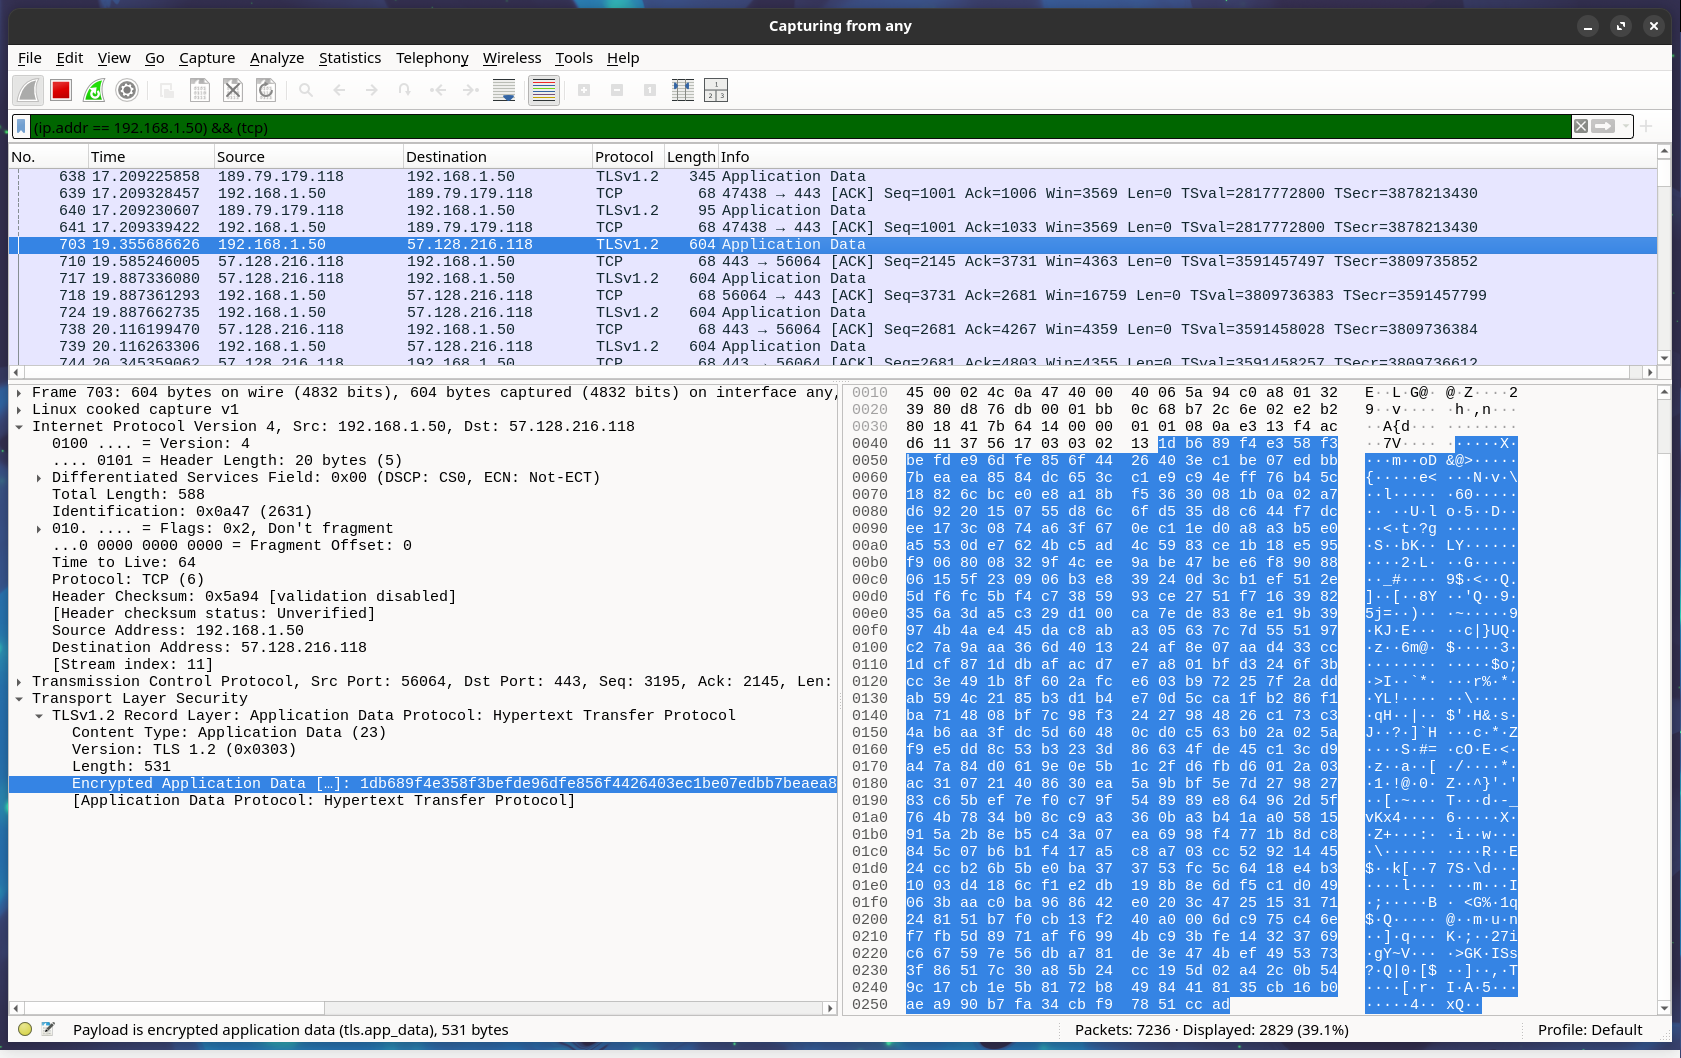 Capturing from any
File Edit View Go Capture Analyze Statistics Telephony Wireless Tools Help
(ip.addr == 192.168.1.50) && (tcp)
No. Time Source Destination Protocol Length Info
638 17.209225858 189.79.179.118 192.168.1.50 TLSv1.2 345 Application Data
639 17.209328457 192.168.1.50 189.79.179.118 TCP 68 47438 → 443 [ACK] Seq=1001 Ack=1006 Win=3569 Len=0 TSval=2817772800 TSecr=3878213430
640 17.209230607 189.79.179.118 192.168.1.50 TLSv1.2 95 Application Data
641 17.209339422 192.168.1.50 189.79.179.118 TCP 68 47438 → 443 [ACK] Seq=1001 Ack=1033 Win=3569 Len=0 TSval=2817772800 TSecr=3878213430
703 19.355686626 192.168.1.50 57.128.216.118 TLSv1.2 604 Application Data
710 19.585246005 57.128.216.118 192.168.1.50 TCP 68 443 → 56064 [ACK] Seq=2145 Ack=3731 Win=4363 Len=0 TSval=3591457497 TSecr=3809735852
717 19.887336080 57.128.216.118 192.168.1.50 TLSv1.2 604 Application Data
718 19.887361293 192.168.1.50 57.128.216.118 TCP 68 56064 → 443 [ACK] Seq=3731 Ack=2681 Win=16759 Len=0 TSval=3809736383 TSecr=3591457799
724 19.887662735 192.168.1.50 57.128.216.118 TLSv1.2 604 Application Data
738 20.116199470 57.128.216.118 192.168.1.50 TCP 68 443 → 56064 [ACK] Seq=2681 Ack=4267 Win=4359 Len=0 TSval=3591458028 TSecr=3809736384
739 20.116263306 192.168.1.50 57.128.216.118 TLSv1.2 604 Application Data
744 20.345359062 57.128.216.118 192.168.1.50 TCP 68 443 → 56064 [ACK] Seq=2681 Ack=4803 Win=4355 Len=0 TSval=3591458257 TSecr=3809736612
Frame 703: 604 bytes on wire (4832 bits), 604 bytes captured (4832 bits) on interface any,
Linux cooked capture v1
Internet Protocol Version 4, Src: 192.168.1.50, Dst: 57.128.216.118
0100 .... = Version: 4
.... 0101 = Header Length: 20 bytes (5)
Differentiated Services Field: 0x00 (DSCP: CS0, ECN: Not-ECT)
Total Length: 588
Identification: 0x0a47 (2631)
010. .... = Flags: 0x2, Don't fragment
...0 0000 0000 0000 = Fragment Offset: 0
Time to Live: 64
Protocol: TCP (6)
Header Checksum: 0x5a94 [validation disabled]
[Header checksum status: Unverified]
Source Address: 192.168.1.50
Destination Address: 57.128.216.118
[Stream index: 11]
Transmission Control Protocol, Src Port: 56064, Dst Port: 443, Seq: 3195, Ack: 2145, Len:
Transport Layer Security
TLSv1.2 Record Layer: Application Data Protocol: Hypertext Transfer Protocol
Content Type: Application Data (23)
Version: TLS 1.2 (0x0303)
Length: 531
Encrypted Application Data […]: 1db689f4e358f3befde96dfe856f4426403ec1be07edbb7beaea8
[Application Data Protocol: Hypertext Transfer Protocol]
0010 45 00 02 4c 0a 47 40 00 40 06 5a 94 c0 a8 01 32 E··L·G@· @·Z····2
0020 39 80 d8 76 db 00 01 bb 0c 68 b7 2c 6e 02 e2 b2 9··v···· ·h·,n···
0030 80 18 41 7b 64 14 00 00 01 01 08 0a e3 13 f4 ac ··A{d··· ········
0040 d6 11 37 56 17 03 03 02 13 1d b6 89 f4 e3 58 f3 ··7V···· ······X·
0050 be fd e9 6d fe 85 6f 44 26 40 3e c1 be 07 ed bb ···m··oD &@>·····
0060 7b ea ea 85 84 dc 65 3c c1 e9 c9 4e ff 76 b4 5c {·····e< ···N·v·\
0070 18 82 6c bc e0 e8 a1 8b f5 36 30 08 1b 0a 02 a7 ··l····· ·60·····
0080 d6 92 20 15 07 55 d8 6c 6f d5 35 d8 c6 44 f7 dc ·· ··U·l o·5··D··
0090 ee 17 3c 08 74 a6 3f 67 0e c1 1e d0 a8 a3 b5 e0 ··<·t·?g ········
00a0 a5 53 0d e7 62 4b c5 ad 4c 59 83 ce 1b 18 e5 95 ·S··bK·· LY······
00b0 f9 06 80 08 32 9f 4c ee 9a be 47 be e6 f8 90 88 ····2·L· ··G·····
00c0 06 15 5f 23 09 06 b3 e8 39 24 0d 3c b1 ef 51 2e ··_#···· 9$·<··Q.
00d0 5d f6 fc 5b f4 c7 38 59 93 ce 27 51 f7 16 39 82 ]··[··8Y ··'Q··9·
00e0 35 6a 3d a5 c3 29 d1 00 ca 7e de 83 8e e1 9b 39 5j=··)·· ·~·····9
00f0 97 4b 4a e4 45 da c8 ab a3 05 63 7c 7d 55 51 97 ·KJ·E··· ··c|}UQ·
0100 c2 7a 9a aa 36 6d 40 13 24 af 8e 07 aa d4 33 cc ·z··6m@· $·····3·
0110 1d cf 87 1d db af ac d7 e7 a8 01 bf d3 24 6f 3b ········ ·····$o;
0120 cc 3e 49 1b 8f 60 2a fc e6 03 b9 72 25 7f 2a dd ·>I··`*· ···r%·*·
0130 ab 59 4c 21 85 b3 d1 b4 e7 0d 5c ca 1f b2 86 f1 ·YL!···· ··\·····
0140 ba 71 48 08 bf 7c 98 f3 24 27 98 48 26 c1 73 c3 ·qH··|·· $'·H&·s·
0150 4a b6 aa 3f dc 5d 60 48 0c d0 c5 63 b0 2a 02 5a J··?·]`H ···c·*·Z
0160 f9 e5 dd 8c 53 b3 23 3d 86 63 4f de 45 c1 3c d9 ····S·#= ·cO·E·<·
0170 a4 7a 84 d0 61 9e 0e 5b 1c 2f d6 fb d6 01 2a 03 ·z··a··[ ·/····*·
0180 ac 31 07 21 40 86 30 ea 5a 9b bf 5e 7d 27 98 27 ·1·!@·0· Z··^}'·'
0190 83 c6 5b ef 7e f0 c7 9f 54 89 89 e8 64 96 2d 5f ··[·~··· T···d·-_
01a0 76 4b 78 34 b0 8c c9 a3 36 0b a3 b4 1a a0 58 15 vKx4···· 6·····X·
01b0 91 5a 2b 8e b5 c4 3a 07 ea 69 98 f4 77 1b 8d c8 ·Z+···:· ·i··w···
01c0 84 5c 07 b6 b1 f4 17 a5 c8 a7 03 cc 52 92 14 45 ·\······ ····R··E
01d0 24 cc b2 6b 5b e0 ba 37 37 53 fc 5c 64 18 e4 b3 $··k[··7 7S·\d···
01e0 10 03 d4 18 6c f1 e2 db 19 8b 8e 6d f5 c1 d0 49 ····l··· ···m···I
01f0 06 3b aa c0 ba 96 86 42 e0 20 3c 47 25 15 31 71 ·;·····B · <G%·1q
0200 24 81 51 b7 f0 cb 13 f2 40 a0 00 6d c9 75 c4 6e $·Q····· @··m·u·n
0210 f7 fb 5d 89 71 af f6 99 4b c9 3b fe 14 32 37 69 ··]·q··· K·;··27i
0220 c6 67 59 7e 56 db a7 81 de 3e 47 4b ef 49 53 73 ·gY~V··· ·>GK·ISs
0230 3f 86 51 7c 30 a8 5b 24 cc 19 5d 02 a4 2c 0b 54 ?·Q|0·[$ ··]··,·T
0240 9c 17 cb 1e 5b 81 72 b8 49 84 41 81 35 cb 16 b0 ····[·r· I·A·5···
0250 ae a9 90 b7 fa 34 cb f9 78 51 cc ad ·····4·· xQ··
Payload is encrypted application data (tls.app_data), 531 bytes
Packets: 7236 · Displayed: 2829 (39.1%)
Profile: Default